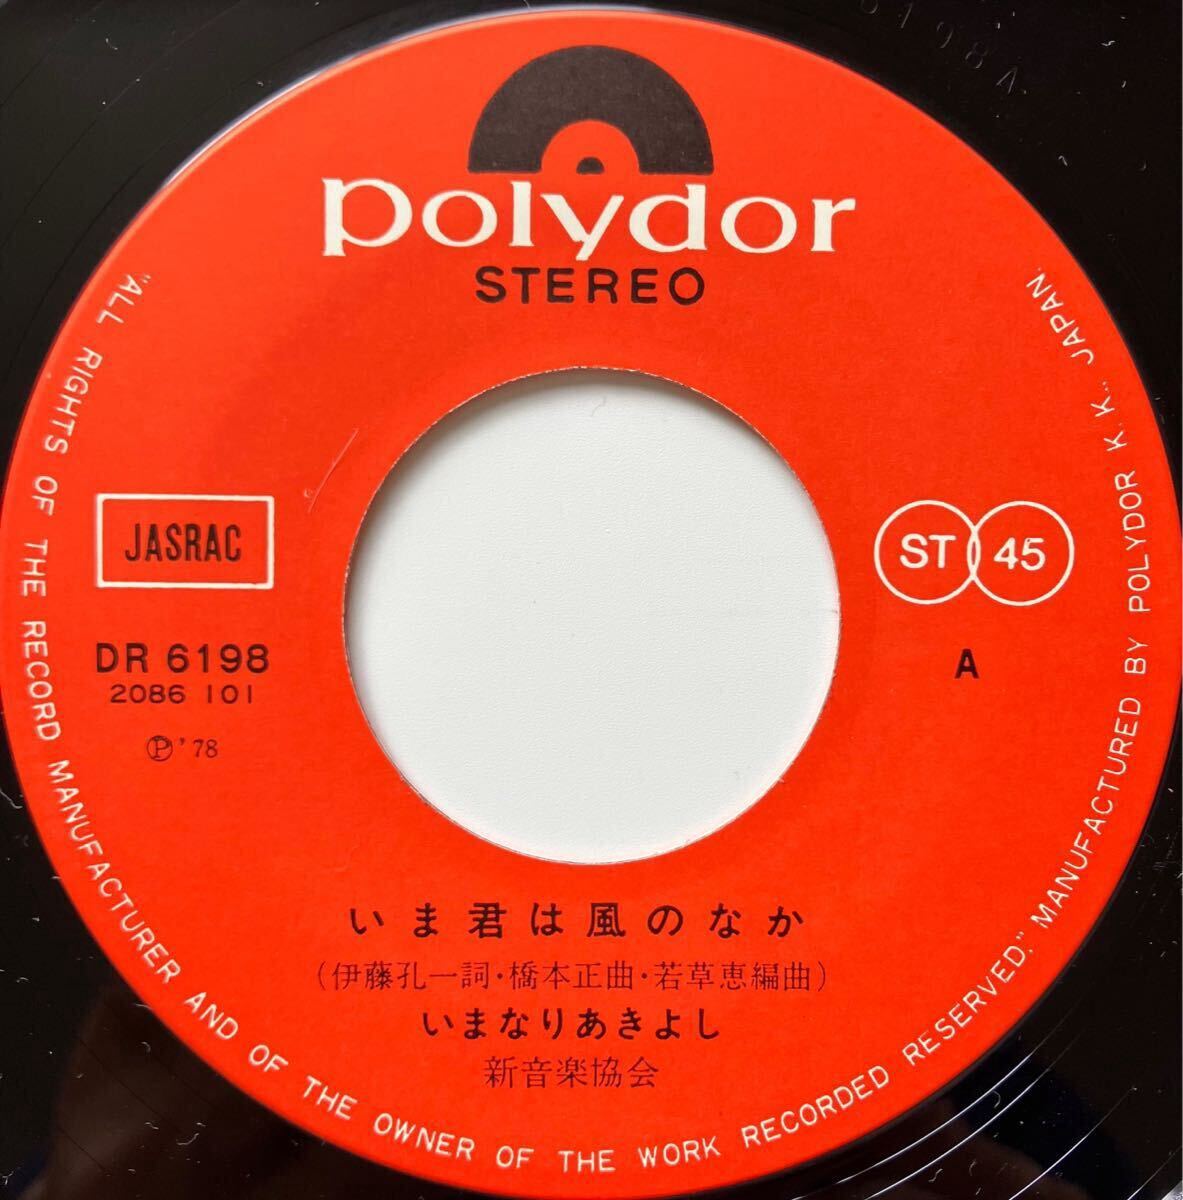 polydor
STEREO
JASRAC
ST 45
DR 6198
2086 101
A
Ⓟ'78
いま君は風のなか
(伊藤孔一詞・橋本正曲・若草恵編曲)
いまなりあきよし
新音楽協会
"ALL RIGHTS OF THE RECORD MANUFACTURER AND OF THE OWNER OF THE WORK RECORDED RESERVED." MANUFACTURED BY POLYDOR K. K., JAPAN.
6198A